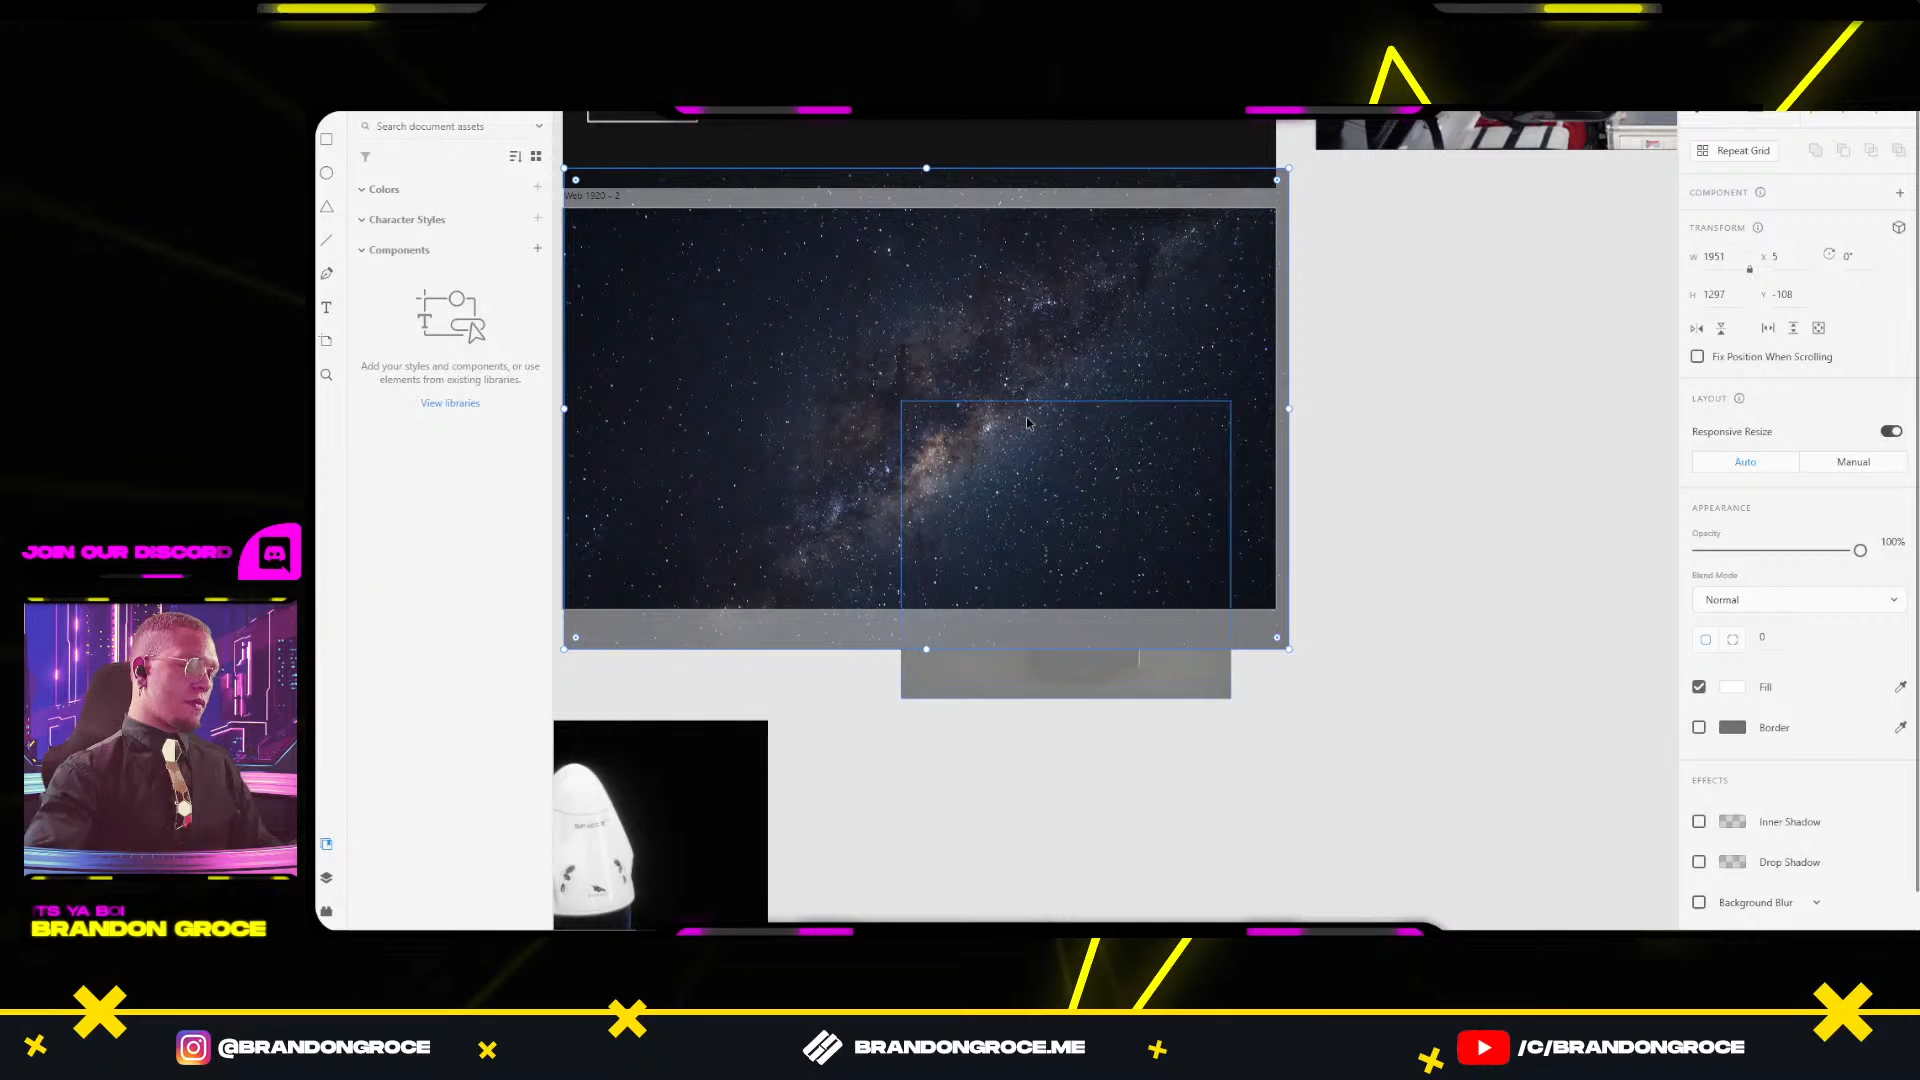 Search document assets
Colors
Character Styles
Components
Add your styles and components, or use
elements from existing libraries.
View libraries
Web 1920 – 2
Repeat Grid
COMPONENT
TRANSFORM
W 1951 X 5 0°
H 1297 Y -108
Fix Position When Scrolling
LAYOUT
Responsive Resize
Auto Manual
APPEARANCE
Opacity
100%
Blend Mode
Normal
0
Fill
Border
EFFECTS
Inner Shadow
Drop Shadow
Background Blur
JOIN OUR DISCORD
ITS YA BOI
BRANDON GROCE
@BRANDONGROCE
BRANDONGROCE.ME
/C/BRANDONGROCE